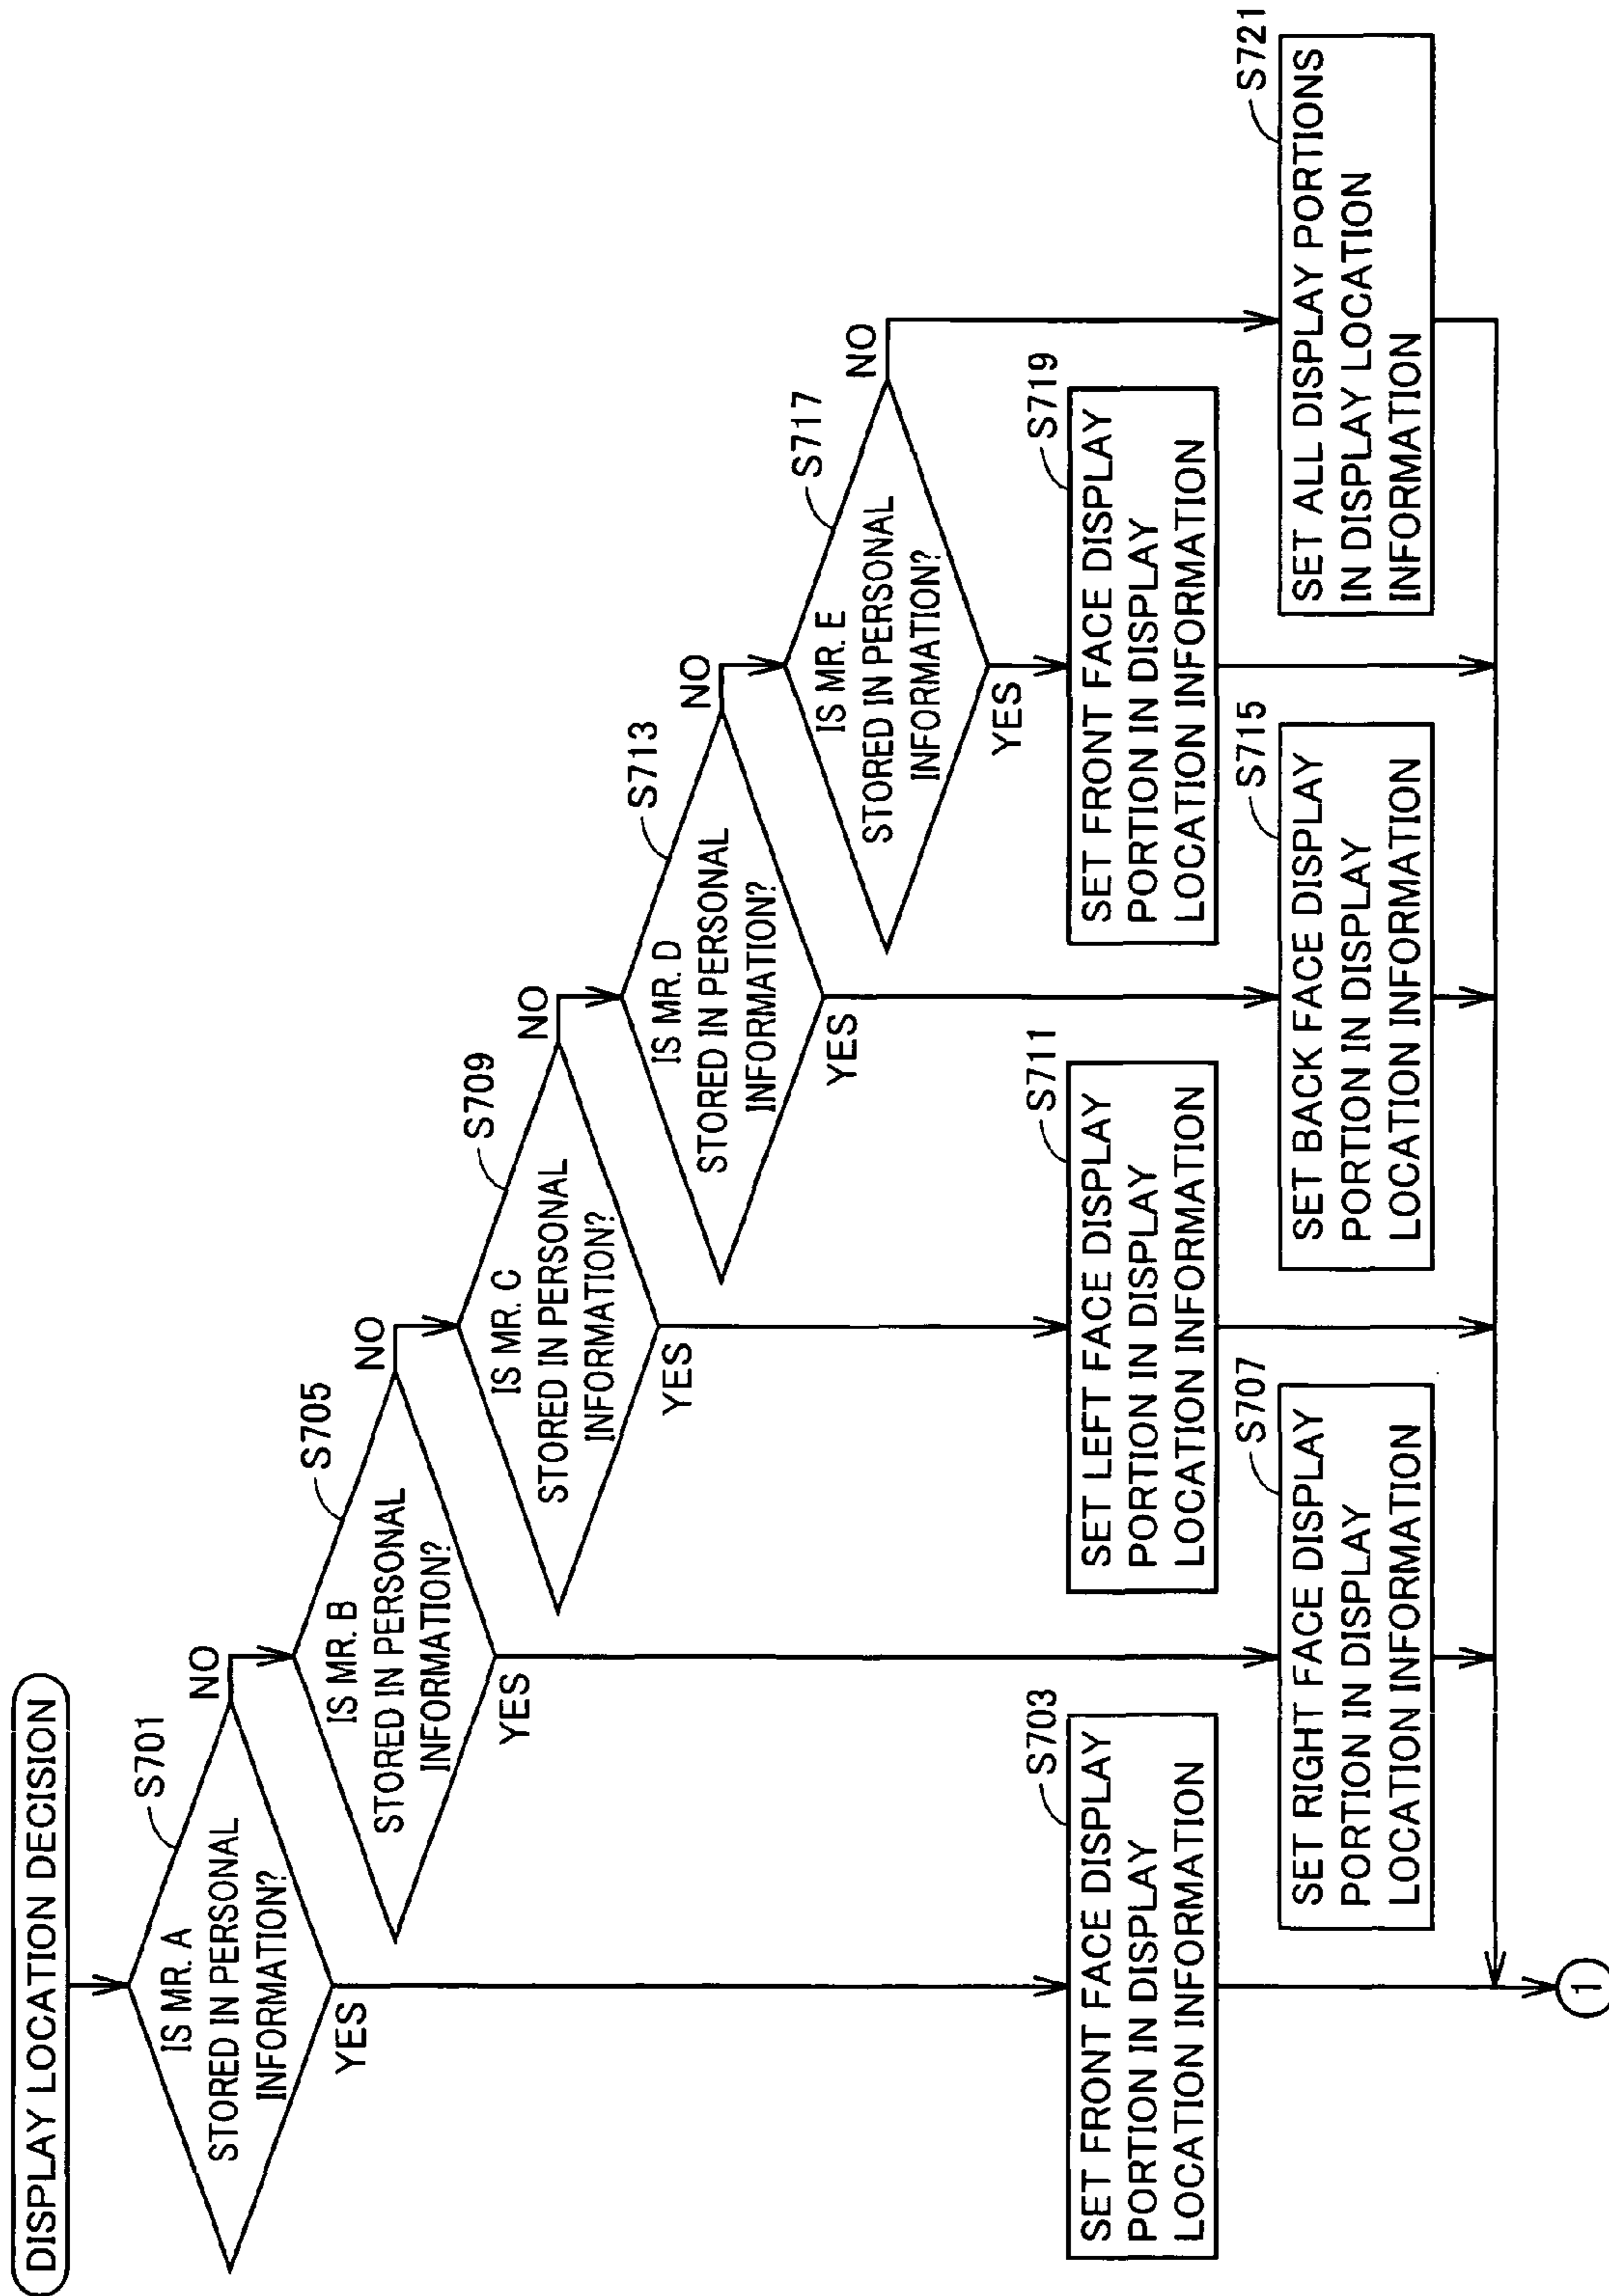 DISPLAY LOCATION DECISION
S701
IS MR. A
STORED IN PERSONAL
INFORMATION?
NO
YES
S703
SET FRONT FACE DISPLAY
PORTION IN DISPLAY
LOCATION INFORMATION
S705
IS MR. B
STORED IN PERSONAL
INFORMATION?
NO
YES
S707
SET RIGHT FACE DISPLAY
PORTION IN DISPLAY
LOCATION INFORMATION
S709
IS MR. C
STORED IN PERSONAL
INFORMATION?
NO
YES
S711
SET LEFT FACE DISPLAY
PORTION IN DISPLAY
LOCATION INFORMATION
S713
IS MR. D
STORED IN PERSONAL
INFORMATION?
NO
YES
S715
SET BACK FACE DISPLAY
PORTION IN DISPLAY
LOCATION INFORMATION
S717
IS MR. E
STORED IN PERSONAL
INFORMATION?
NO
YES
S719
SET FRONT FACE DISPLAY
PORTION IN DISPLAY
LOCATION INFORMATION
S721
SET ALL DISPLAY PORTIONS
IN DISPLAY LOCATION
INFORMATION
1